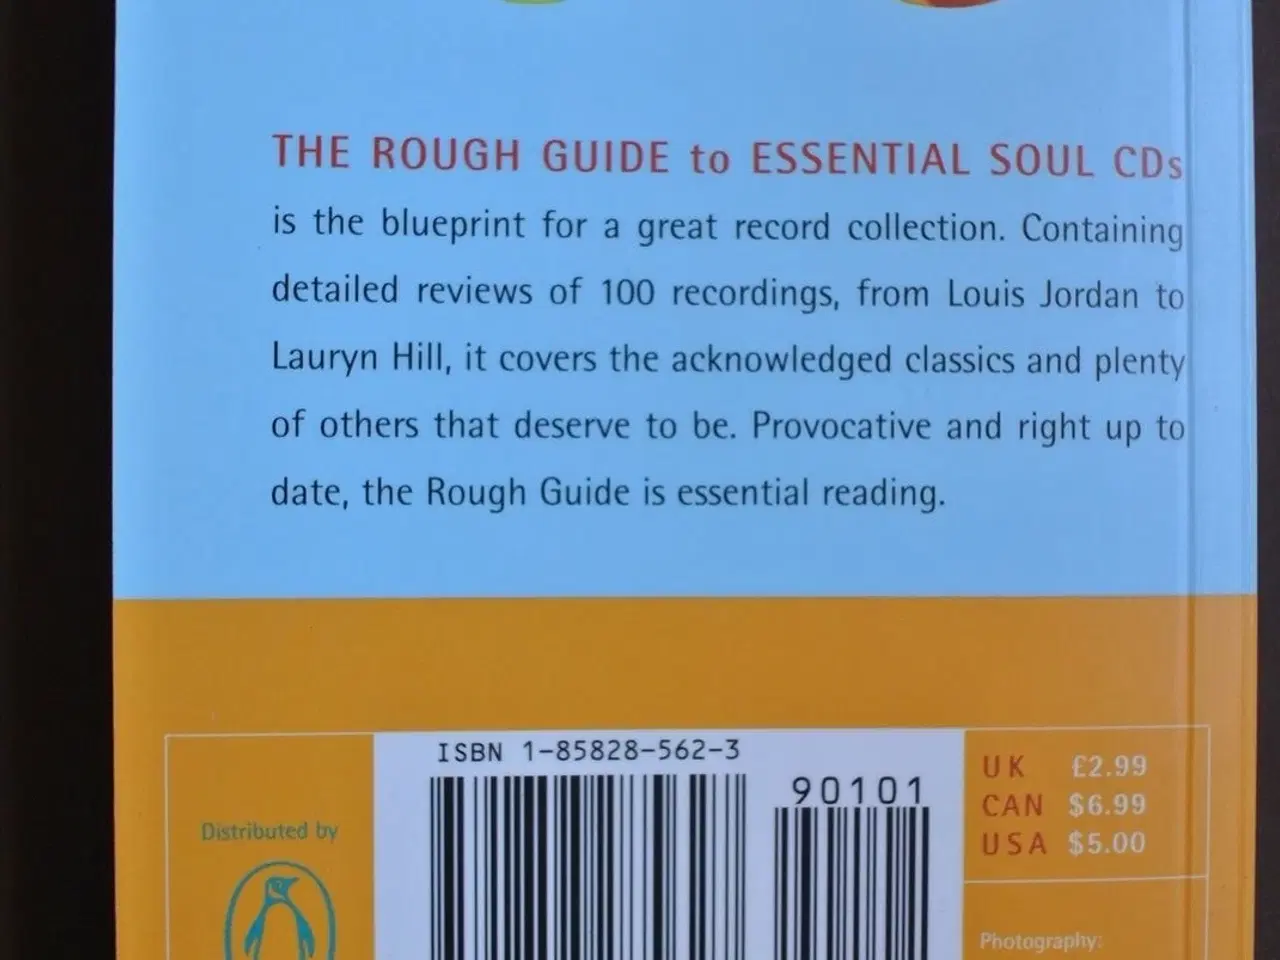 THE ROUGH GUIDE to ESSENTIAL SOUL CDs
is the blueprint for a great record collection. Containing
detailed reviews of 100 recordings, from Louis Jordan to
Lauryn Hill, it covers the acknowledged classics and plenty
of others that deserve to be. Provocative and right up to
date, the Rough Guide is essential reading.
ISBN 1-85828-562-3
90101
Distributed by
UK £2.99
CAN $6.99
USA $5.00
Photography: